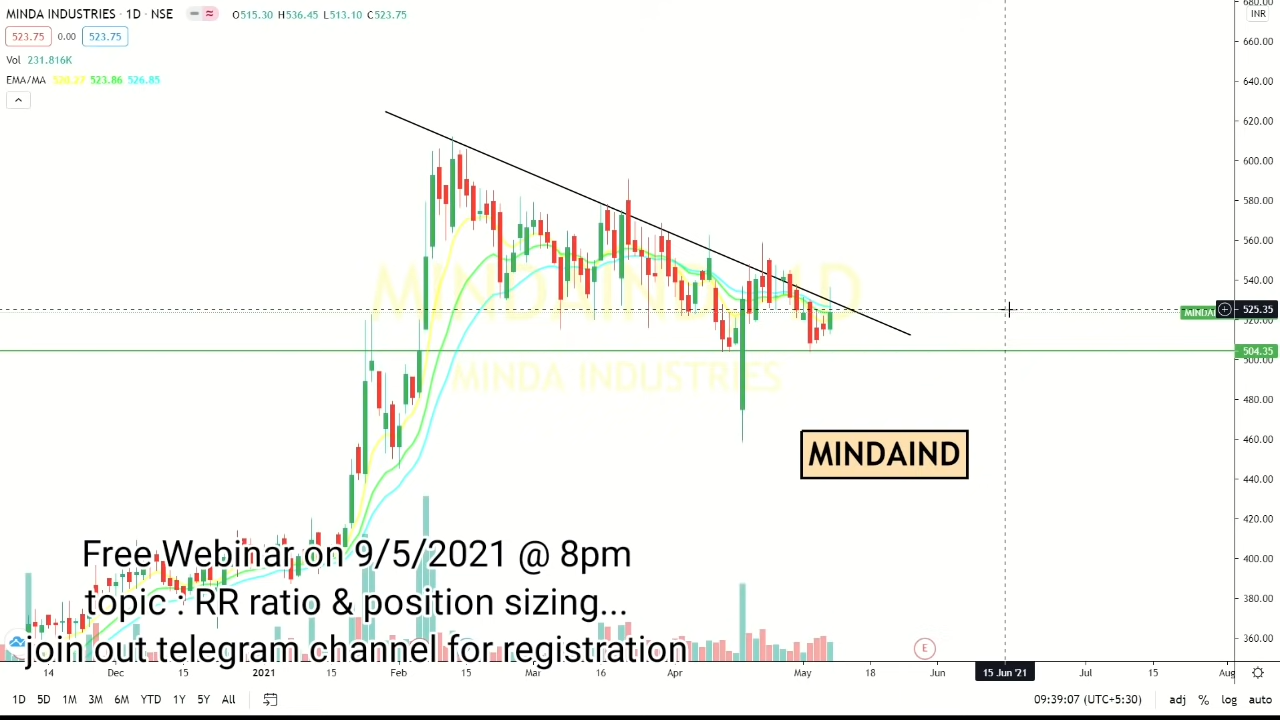 MINDA INDUSTRIES · 1D · NSE
O515.30 H536.45 L513.10 C523.75
523.75 0.00 523.75
Vol 231.816K
EMA/MA 523.86 526.85
680.00
INR
660.00
640.00
620.00
600.00
580.00
560.00
540.00
525.35
520.00
504.35
500.00
480.00
460.00
440.00
420.00
400.00
380.00
360.00
MINDA INDUSTRIES
MINDAIND
Free Webinar on 9/5/2021 @ 8pm
topic : RR ratio & position sizing...
join out telegram channel for registration
E
14 Dec 15 2021 15 Feb 15 Mar 16 Apr May 18 Jun 15 Jun '21 Jul 15 Aug
1D 5D 1M 3M 6M YTD 1Y 5Y All
09:39:07 (UTC+5:30) adj % log auto